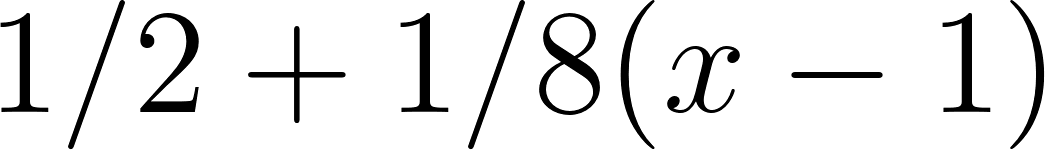 1/2 + 1/8(x − 1)